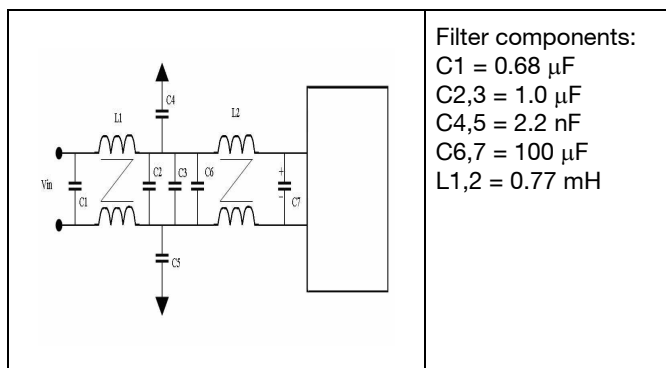 C4
L1
L2
C2
C3
C6
+
Vin
C1
C7
−
C5
Filter components:
C1 = 0.68 μF
C2,3 = 1.0 μF
C4,5 = 2.2 nF
C6,7 = 100 μF
L1,2 = 0.77 mH